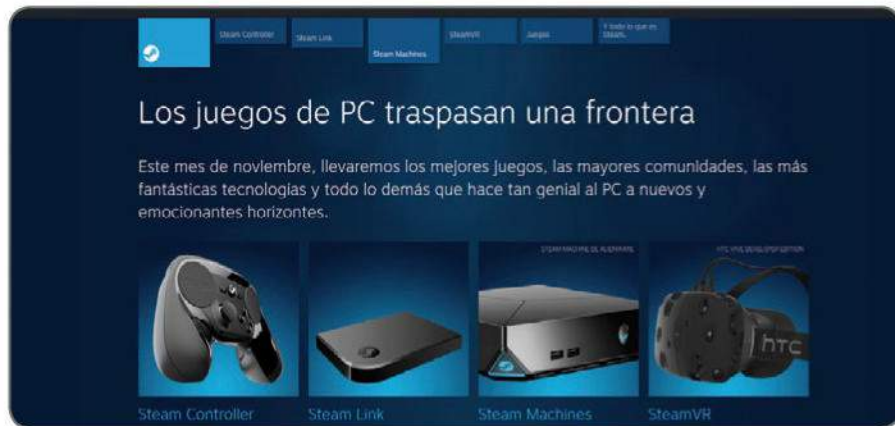 Steam Controller
Steam Link
Steam Machines
SteamVR
Juegos
Y todo lo que es
Steam.
Los juegos de PC traspasan una frontera
Este mes de noviembre, llevaremos los mejores juegos, las mayores comunidades, las más
fantásticas tecnologías y todo lo demás que hace tan genial al PC a nuevos y
emocionantes horizontes.
STEAM MACHINE DE ALIENWARE
HTC VIVE DEVELOPER EDITION
hTC
Steam Controller
Steam Link
Steam Machines
SteamVR